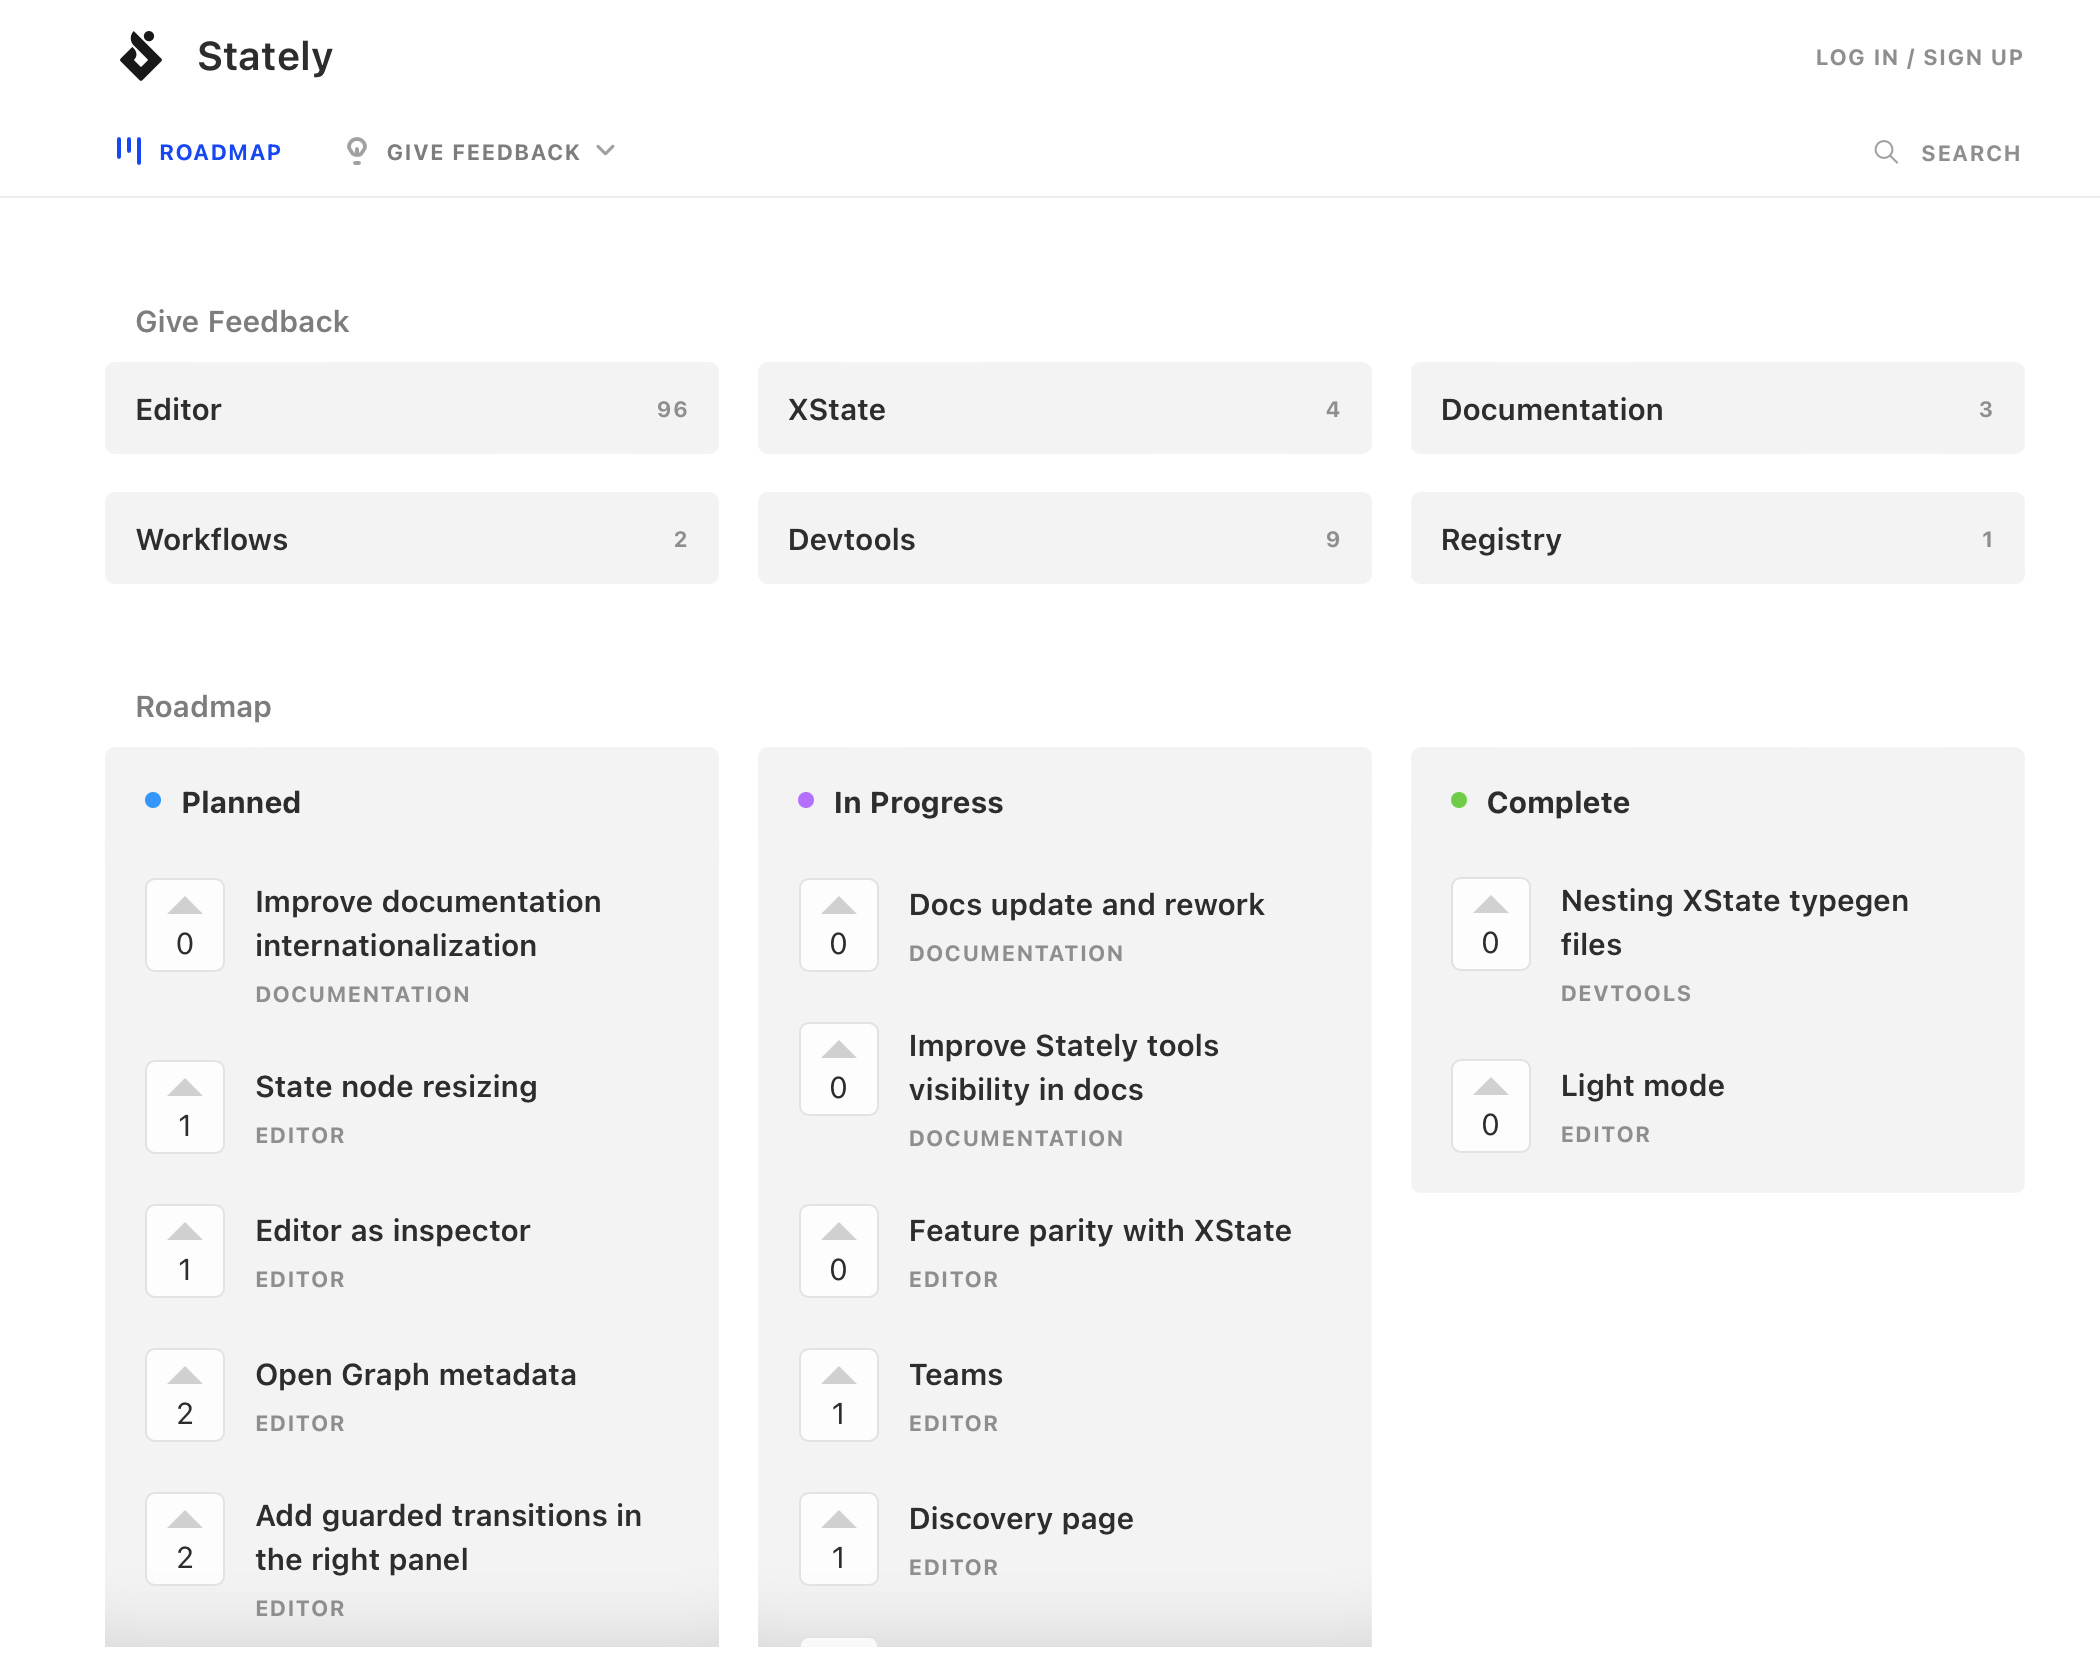 Stately
LOG IN / SIGN UP
ROADMAP
GIVE FEEDBACK
SEARCH
Give Feedback
Editor 96
XState 4
Documentation 3
Workflows 2
Devtools 9
Registry 1
Roadmap
Planned
0
Improve documentation
internationalization
DOCUMENTATION
1
State node resizing
EDITOR
1
Editor as inspector
EDITOR
2
Open Graph metadata
EDITOR
2
Add guarded transitions in
the right panel
EDITOR
In Progress
0
Docs update and rework
DOCUMENTATION
0
Improve Stately tools
visibility in docs
DOCUMENTATION
0
Feature parity with XState
EDITOR
1
Teams
EDITOR
1
Discovery page
EDITOR
Complete
0
Nesting XState typegen
files
DEVTOOLS
0
Light mode
EDITOR